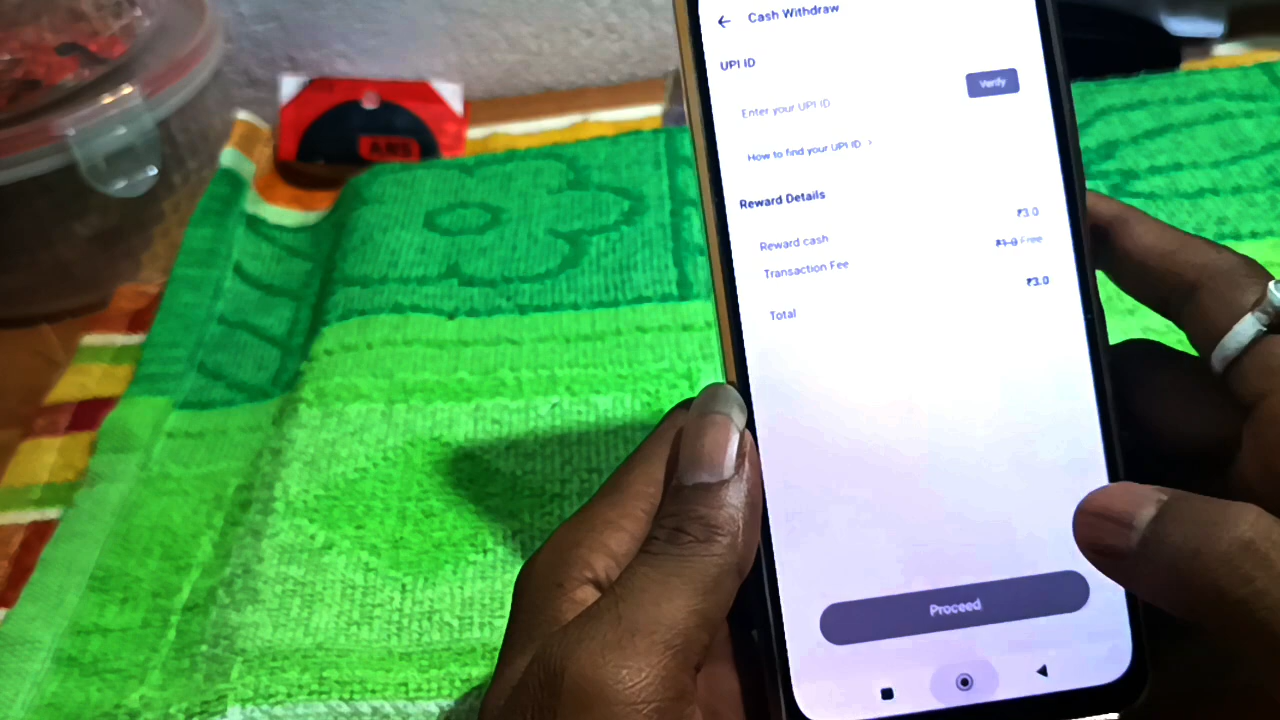 Cash Withdraw
UPI ID
Enter your UPI ID
Verify
How to find your UPI ID >
Reward Details
Reward cash ₹3.0
Transaction Fee ₹1.0 Free
Total ₹3.0
Proceed